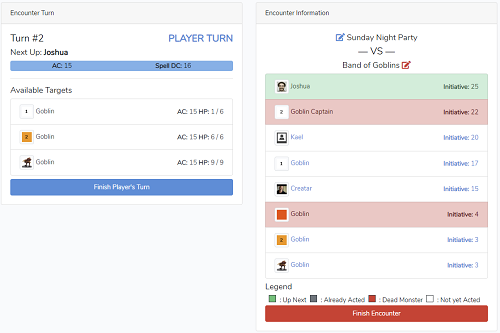 Encounter Turn
Turn #2 PLAYER TURN
Next Up: Joshua
AC: 15 Spell DC: 16
Available Targets
1 Goblin AC: 15 HP: 1 / 6
2 Goblin AC: 15 HP: 6 / 6
Goblin AC: 15 HP: 9 / 9
Finish Player's Turn
Encounter Information
Sunday Night Party
— VS —
Band of Goblins
Joshua Initiative: 25
2 Goblin Captain Initiative: 22
Kael Initiative: 20
1 Goblin Initiative: 17
Creatar Initiative: 15
Goblin Initiative: 4
2 Goblin Initiative: 3
Goblin Initiative: 3
Legend
: Up Next : Already Acted : Dead Monster : Not yet Acted
Finish Encounter